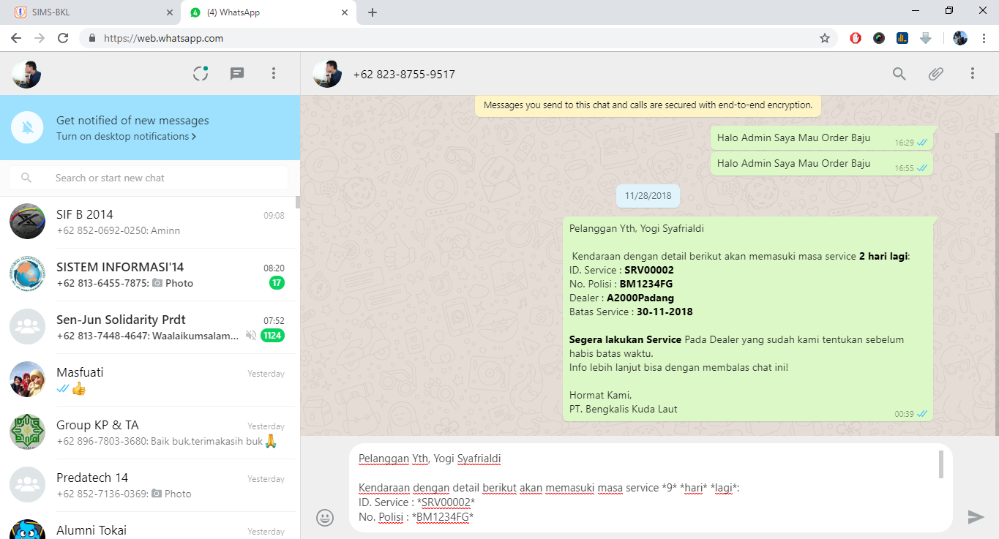 SIMS-BKL
(4) WhatsApp
https://web.whatsapp.com
+62 823-8755-9517
Get notified of new messages
Turn on desktop notifications
Search or start new chat
SIF B 2014
09:08
+62 852-0692-0250: Aminn
SISTEM INFORMASI'14
08:20
+62 813-6455-7875: Photo
17
Sen-Jun Solidarity Prdt
07:52
+62 813-7448-4647: Waalaikumsalam...
1124
Masfuati
Yesterday
Group KP & TA
Yesterday
+62 896-7803-3680: Baik buk,terimakasih buk
Predatech 14
Yesterday
+62 852-7136-0369: Photo
Alumni Tokai
Yesterday
Messages you send to this chat and calls are secured with end-to-end encryption.
Halo Admin Saya Mau Order Baju
16:29
Halo Admin Saya Mau Order Baju
16:55
11/28/2018
Pelanggan Yth, Yogi Syafrialdi
Kendaraan dengan detail berikut akan memasuki masa service 2 hari lagi:
ID. Service : SRV00002
No. Polisi : BM1234FG
Dealer : A2000Padang
Batas Service : 30-11-2018
Segera lakukan Service Pada Dealer yang sudah kami tentukan sebelum
habis batas waktu.
Info lebih lanjut bisa dengan membalas chat ini!
Hormat Kami,
PT. Bengkalis Kuda Laut
00:39
Pelanggan Yth, Yogi Syafrialdi
Kendaraan dengan detail berikut akan memasuki masa service *9* *hari* *lagi*:
ID. Service : *SRV00002*
No. Polisi : *BM1234FG*